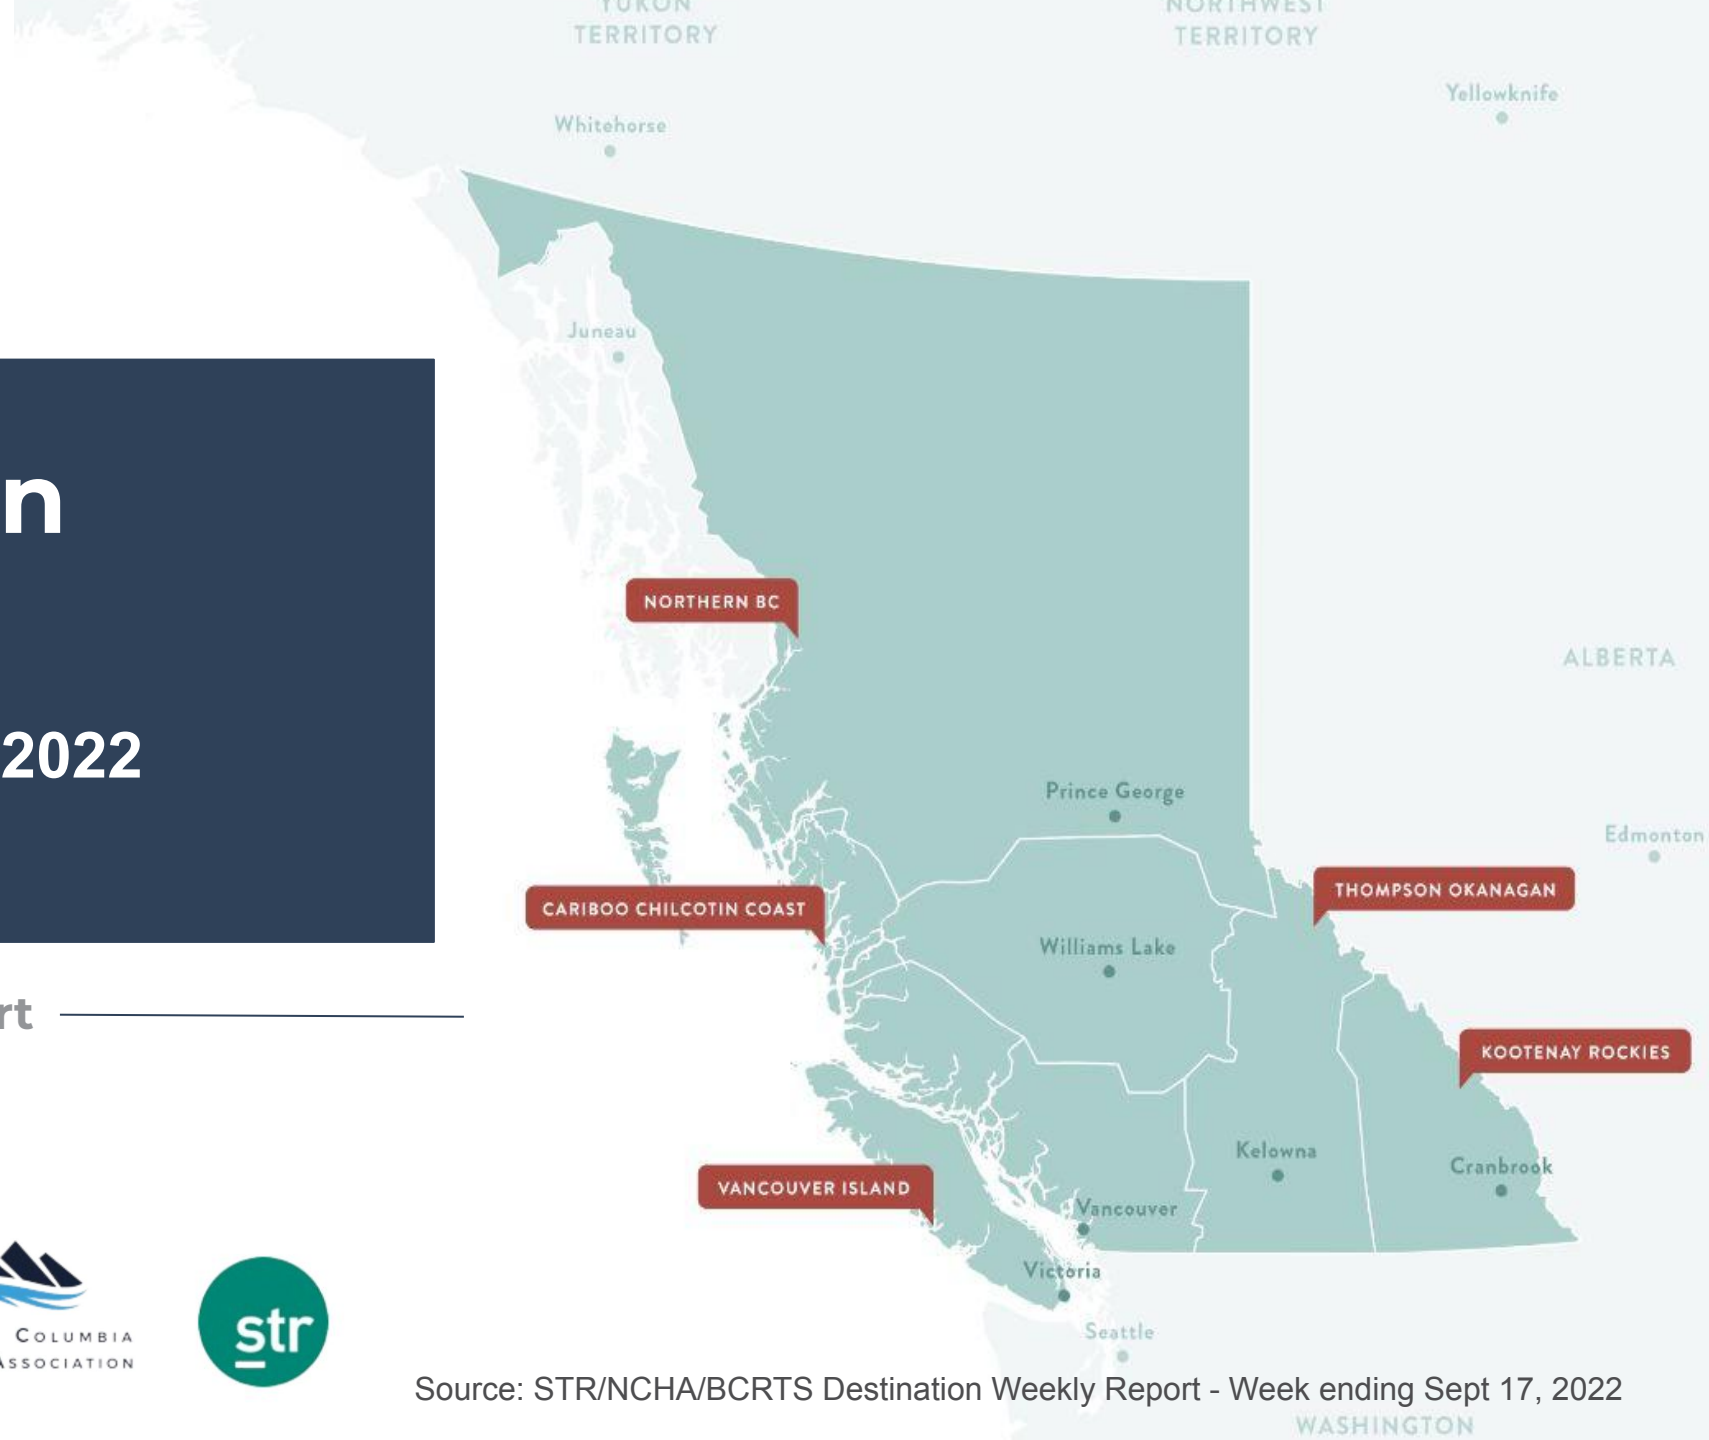 YUKON
TERRITORY
NORTHWEST
TERRITORY
Yellowknife
Whitehorse
Juneau
n
NORTHERN BC
ALBERTA
2022
Prince George
Edmonton
THOMPSON OKANAGAN
CARIBOO CHILCOTIN COAST
Williams Lake
rt
KOOTENAY ROCKIES
Kelowna
Cranbrook
VANCOUVER ISLAND
Vancouver
Victoria
str
COLUMBIA
ASSOCIATION
Seattle
Source: STR/NCHA/BCRTS Destination Weekly Report - Week ending Sept 17, 2022
WASHINGTON